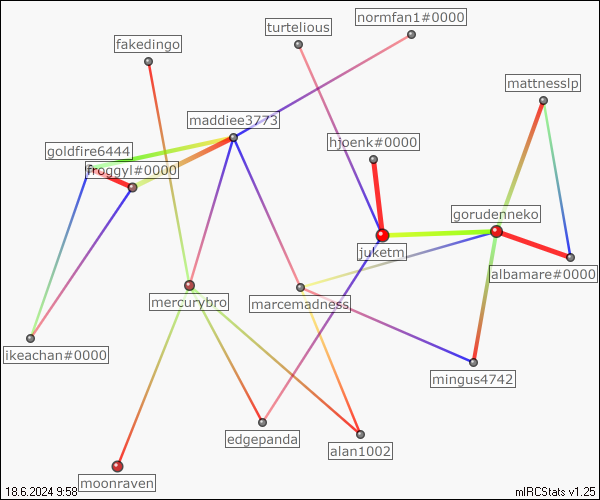 normfan1#0000
turtelious
fakedingo
mattnesslp
maddiee3773
hjoenk#0000
goldfire6444
froggyl#0000
gorudenneko
juketm
albamare#0000
mercurybro
marcemadness
ikeachan#0000
mingus4742
edgepanda
alan1002
moonraven
18.6.2024 9:58
mIRCStats v1.25